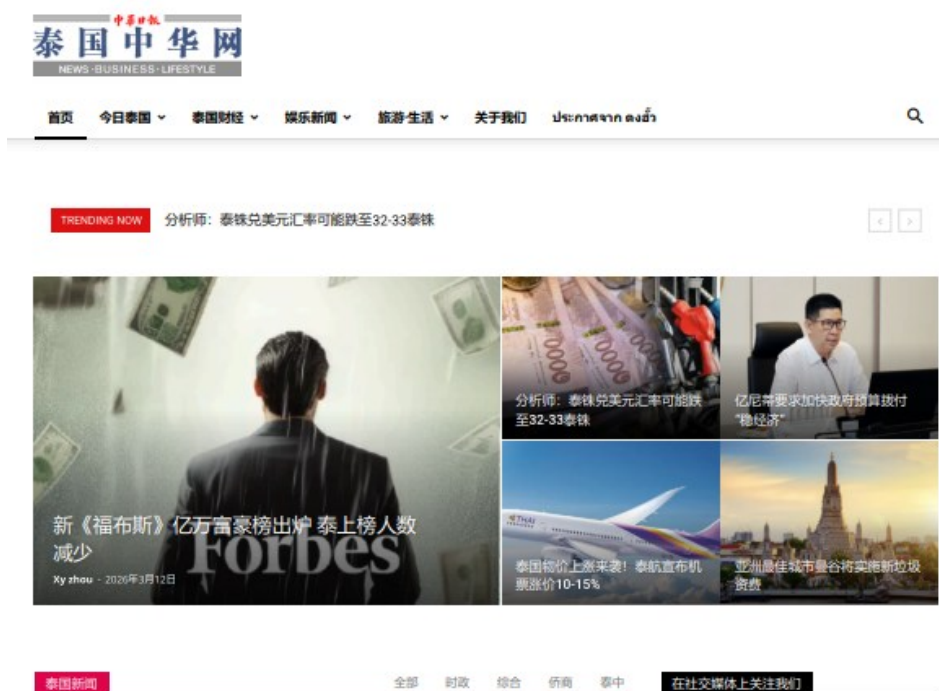 中华日报
泰国中华网
NEWS·BUSINESS·LIFESTYLE
首页 今日泰国 泰国财经 娱乐新闻 旅游·生活 关于我们 ประกาศจาก ตงฮั้ว
TRENDING NOW 分析师：泰铢兑美元汇率可能跌至32-33泰铢
新《福布斯》亿万富豪榜出炉 泰上榜人数
减少
Xy zhou - 2026年3月12日
Forbes
分析师：泰铢兑美元汇率可能跌
至32-33泰铢
亿尼蒂要求加快政府预算拨付
“稳经济”
THAI
泰国物价上涨来袭！泰航宣布机
票涨价10-15%
亚洲最佳城市曼谷将实施新垃圾
资费
泰国新闻 全部 时政 综合 侨商 泰中 在社交媒体上关注我们